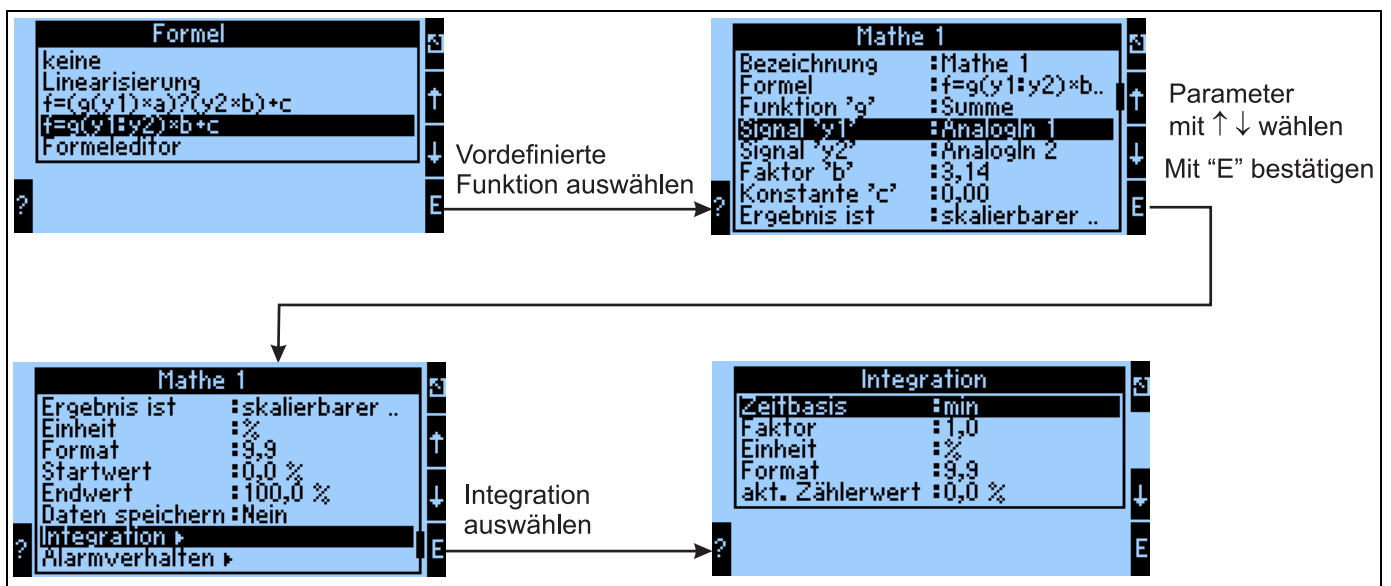 Formel
keine
Linearisierung
f=(g(y1)×a)?(y2×b)+c
f=g(y1:y2)×b+c
Formeleditor
↑
↓
?
E
Vordefinierte
Funktion auswählen
Mathe 1
Bezeichnung :Mathe 1
Formel :f=g(y1:y2)×b..
Funktion 'g' :Summe
Signal 'y1' :AnalogIn 1
Signal 'y2' :AnalogIn 2
Faktor 'b' :3,14
Konstante 'c' :0,00
Ergebnis ist :skalierbarer ..
↑
↓
?
E
Parameter
mit ↑ ↓ wählen
Mit “E” bestätigen
Mathe 1
Ergebnis ist :skalierbarer ..
Einheit :%
Format :9,9
Startwert :0,0 %
Endwert :100,0 %
Daten speichern :Nein
Integration ▸
Alarmverhalten ▸
↑
↓
?
E
Integration
auswählen
Integration
Zeitbasis :min
Faktor :1,0
Einheit :%
Format :9,9
akt. Zählerwert :0,0 %
↓
?
E